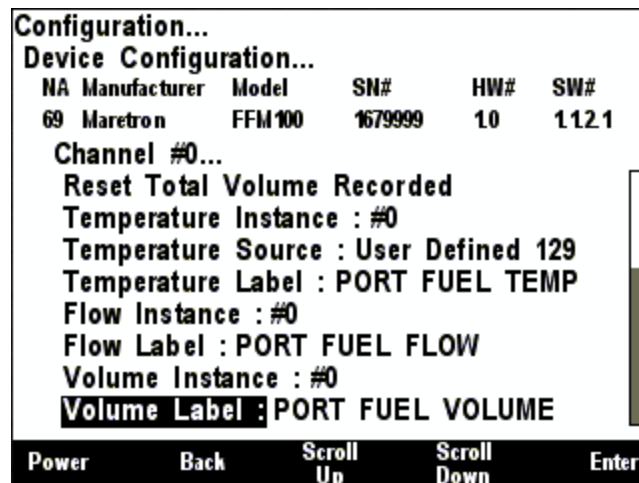 Configuration...
Device Configuration...
NA Manufacturer Model SN# HW# SW#
69 Maretron FFM100 1679999 1.0 1.1.2.1
Channel #0...
Reset Total Volume Recorded
Temperature Instance : #0
Temperature Source : User Defined 129
Temperature Label : PORT FUEL TEMP
Flow Instance : #0
Flow Label : PORT FUEL FLOW
Volume Instance : #0
Volume Label : PORT FUEL VOLUME
Power Back Scroll Up Scroll Down Enter